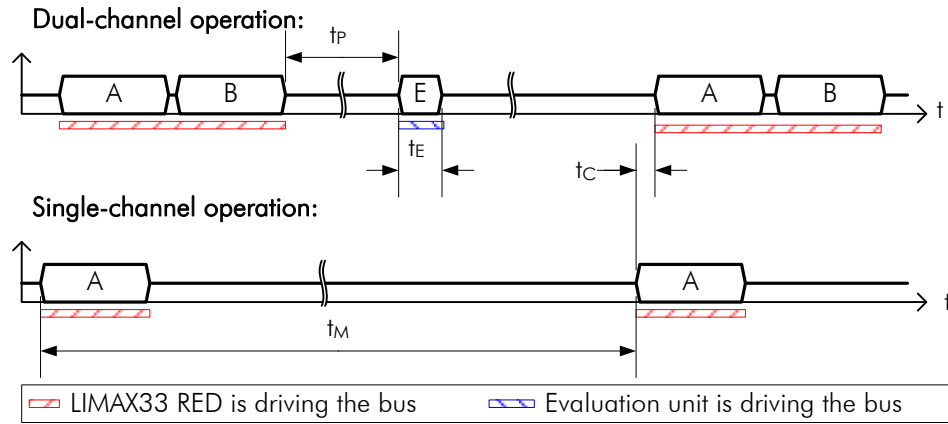 Dual-channel operation:
tP
A
B
E
A
B
t
tE
tC
Single-channel operation:
A
A
t
tM
LIMAX33 RED is driving the bus
Evaluation unit is driving the bus